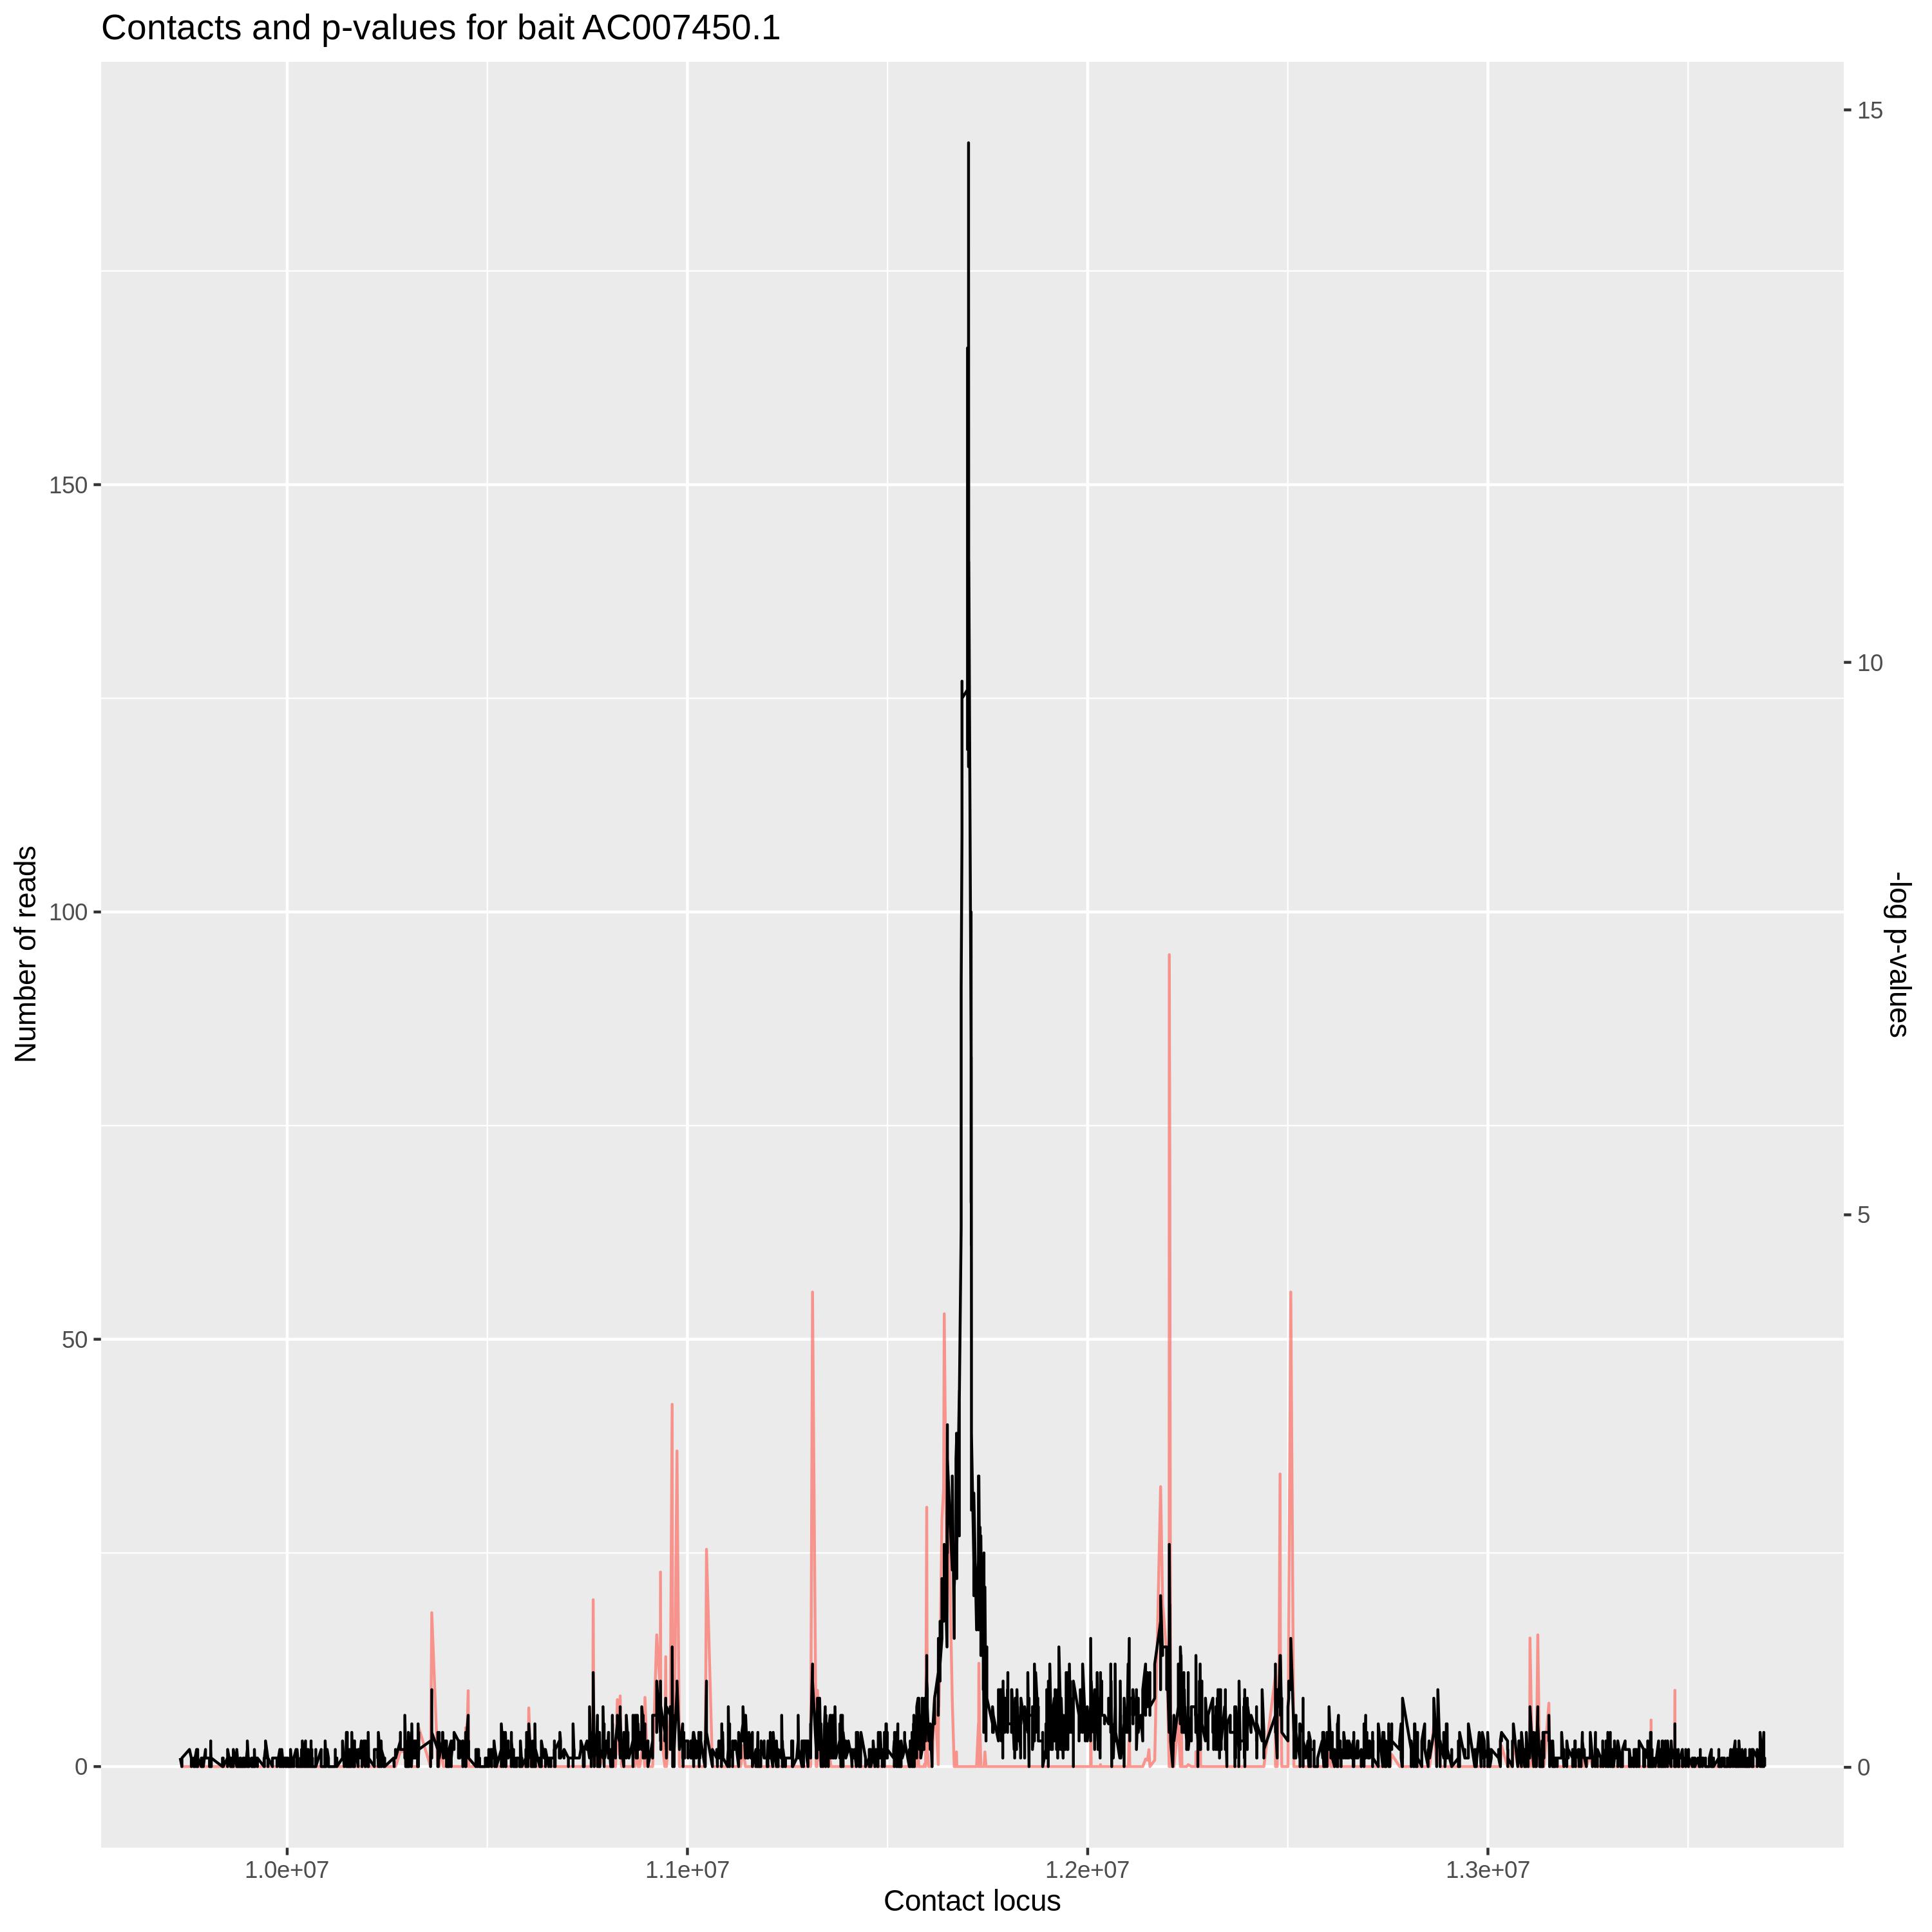 Contacts and p-values for bait AC007450.1
15
150
10
100
5
50
0
0
Number of reads
-log p-values
1.0e+07
1.1e+07
1.2e+07
1.3e+07
Contact locus